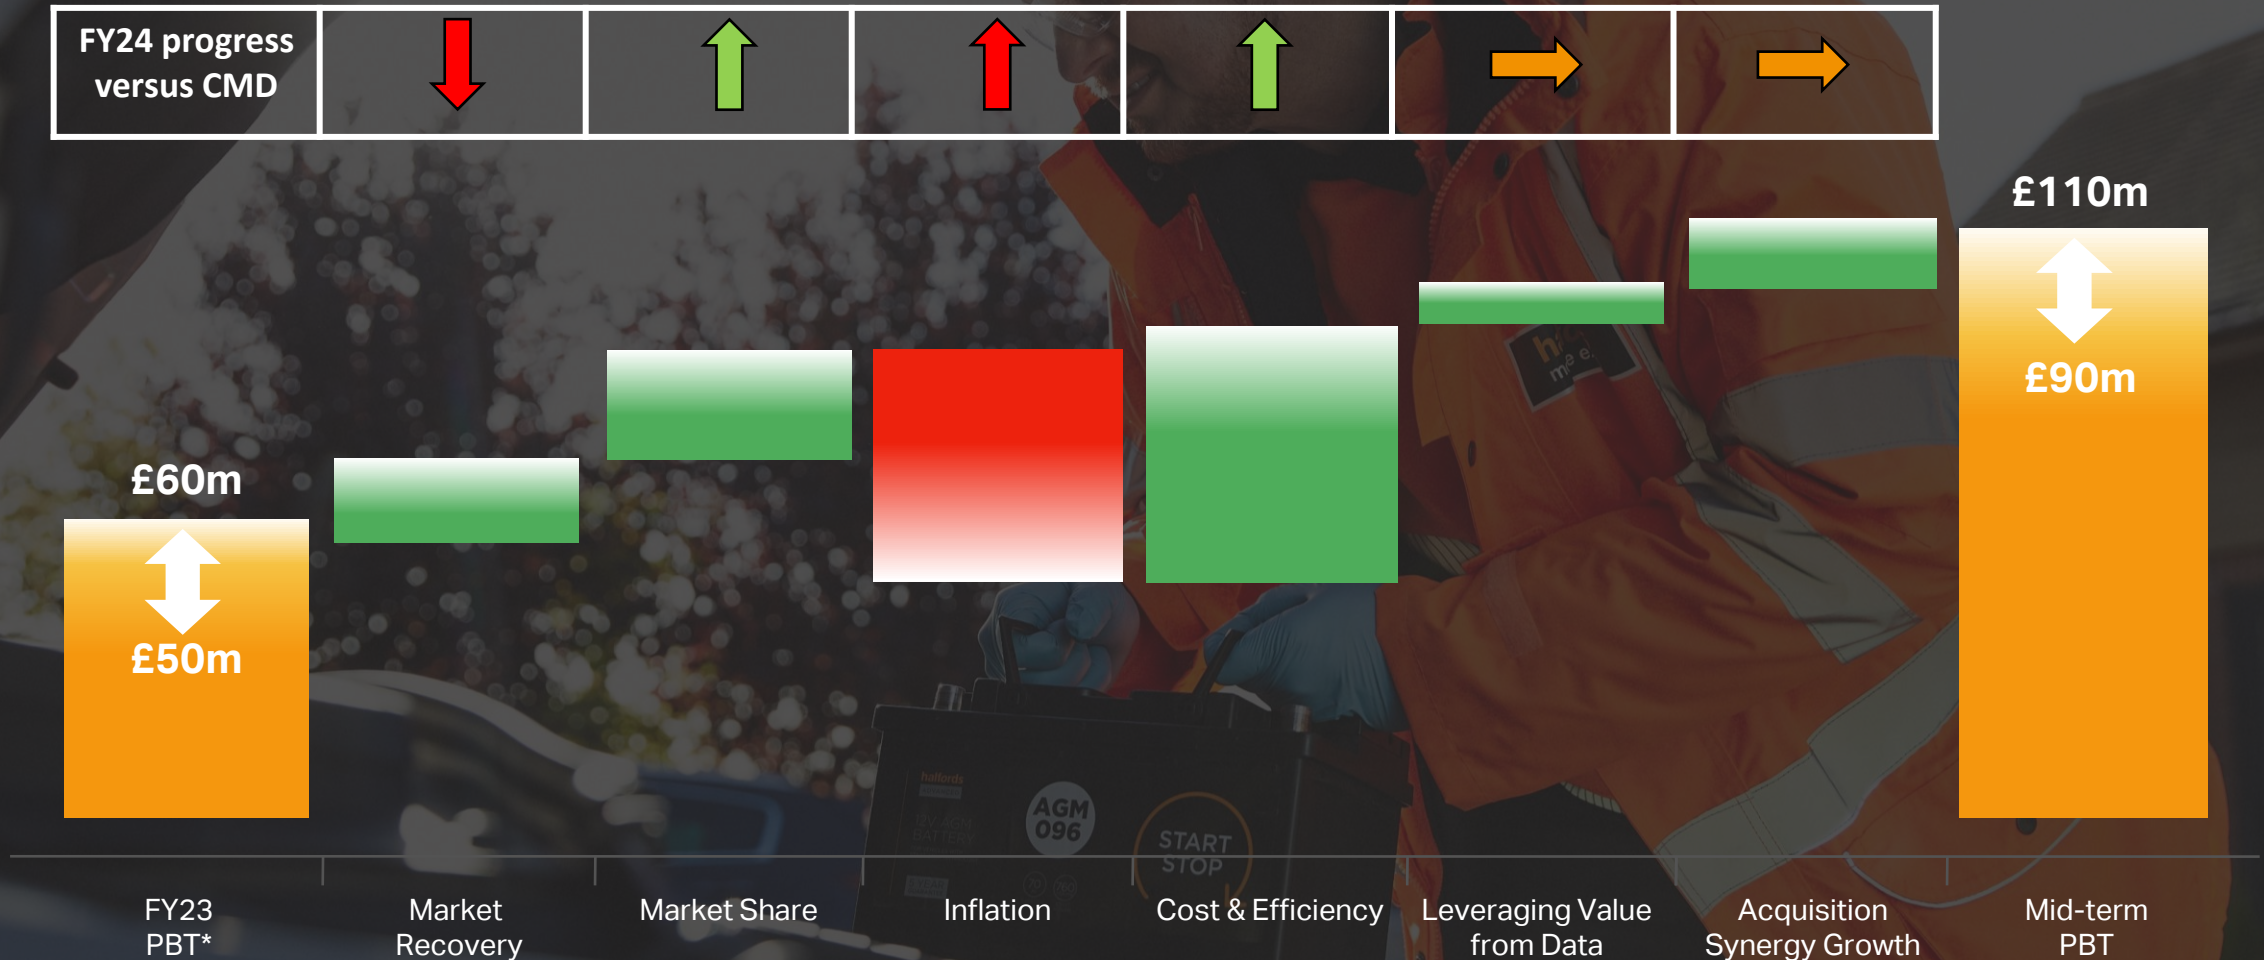 FY24 progress
versus CMD
£110m
£90m
£60m
£50m
halfords
AGM
096
START
STOP
FY23
PBT*
Market
Recovery
Market Share
Inflation
Cost & Efficiency
Leveraging Value
from Data
Acquisition
Synergy Growth
Mid-term
PBT